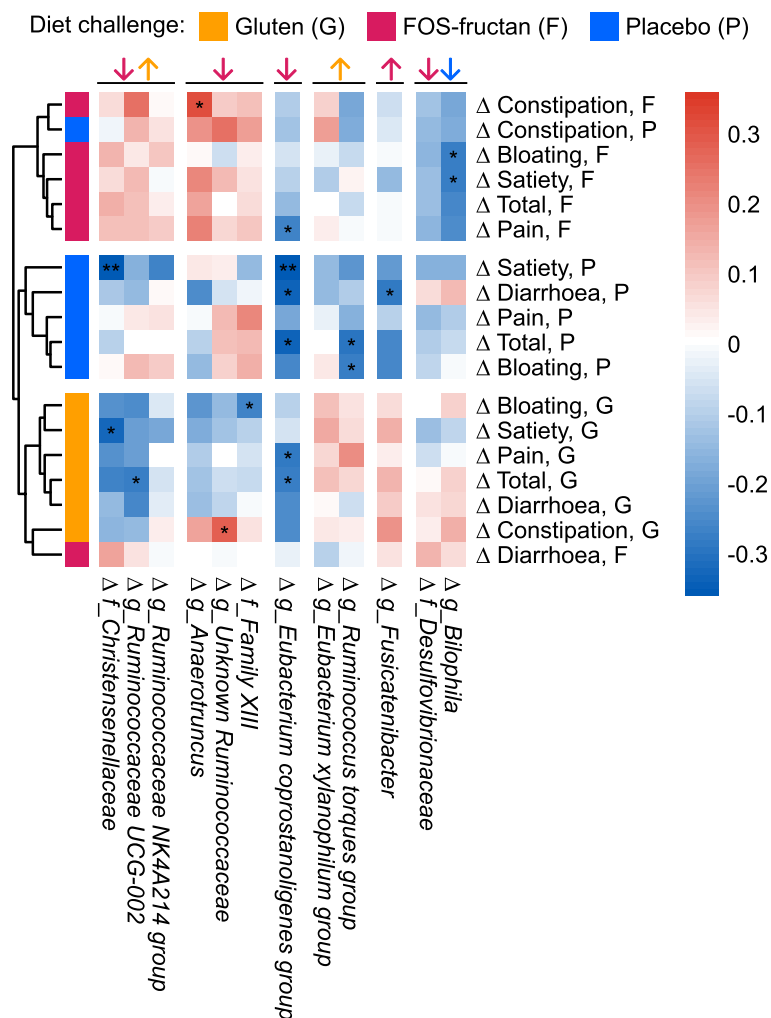 Diet challenge: Gluten (G) FOS-fructan (F) Placebo (P)
Δ Constipation, F
Δ Constipation, P
Δ Bloating, F
Δ Satiety, F
Δ Total, F
Δ Pain, F
Δ Satiety, P
Δ Diarrhoea, P
Δ Pain, P
Δ Total, P
Δ Bloating, P
Δ Bloating, G
Δ Satiety, G
Δ Pain, G
Δ Total, G
Δ Diarrhoea, G
Δ Constipation, G
Δ Diarrhoea, F
*
*
*
*
**
**
*
*
*
*
*
*
*
*
*
*
*
0.3
0.2
0.1
0
-0.1
-0.2
-0.3
Δ f_Christensenellaceae
Δ g_Ruminococcaceae UCG-002
Δ g_Ruminococcaceae NK4A214 group
Δ g_Anaerotruncus
Δ g_Unknown Ruminococcaceae
Δ f_Family XIII
Δ g_Eubacterium coprostanoligenes group
Δ g_Eubacterium xylanophilum group
Δ g_Ruminococcus torques group
Δ g_Fusicatenibacter
Δ f_Desulfovibrionaceae
Δ g_Bilophila